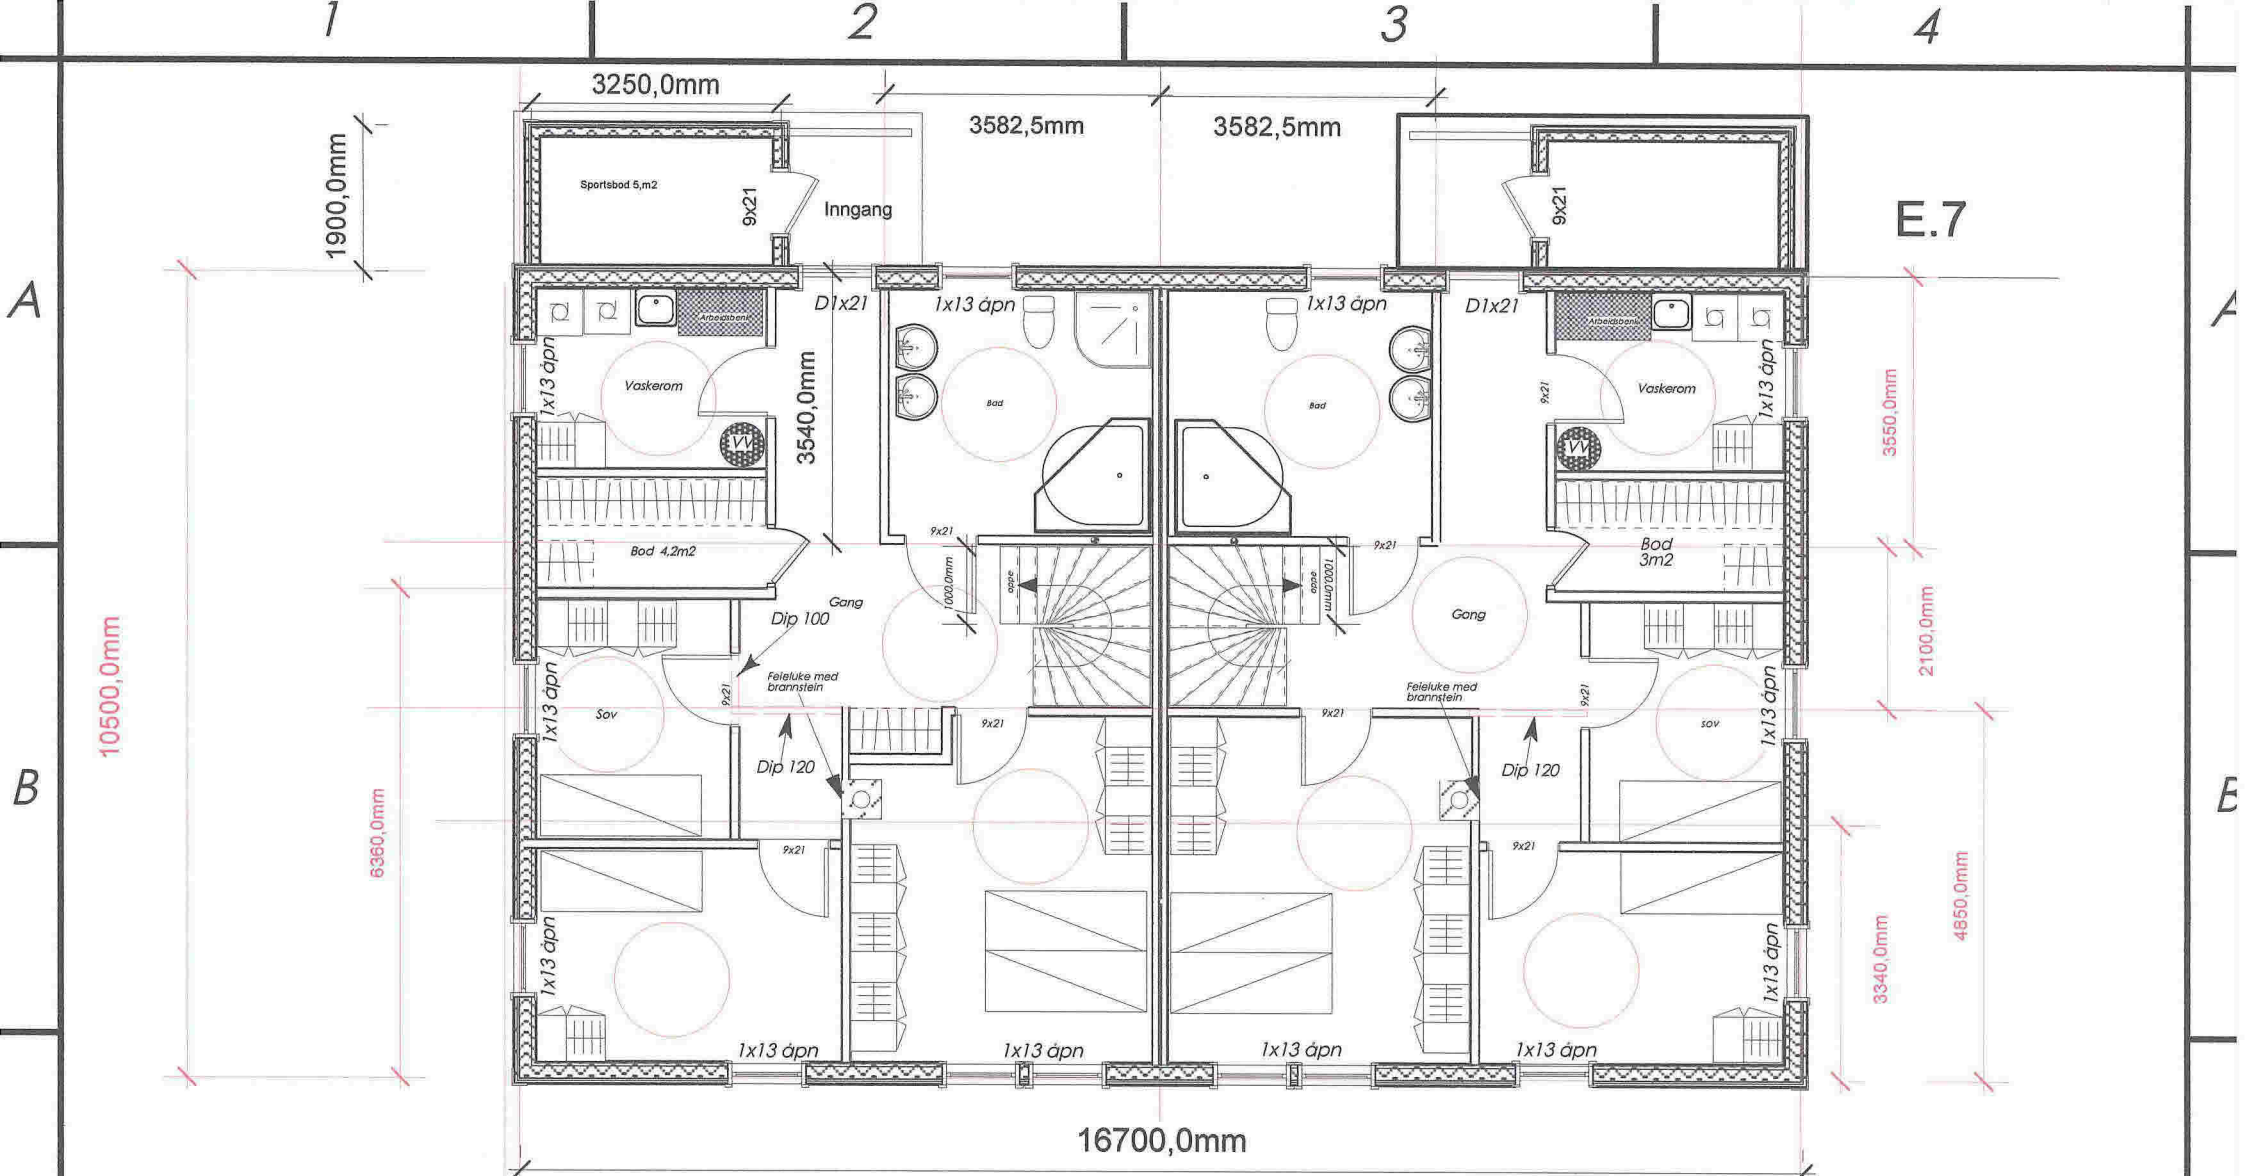 1
2
3
4
3250,0mm
3582,5mm
3582,5mm
1900,0mm
Sportsbod 5,m2
9x21
Inngang
9x21
E.7
A
A
D1x21
1x13 åpn
1x13 åpn
D1x21
Arbeidsbenk
Arbeidsbenk
1x13 åpn
Vaskerom
3540,0mm
Bad
Bad
9x21
Vaskerom
1x13 åpn
3550,0mm
VV
VV
9x21
9x21
Bod 4,2m2
Bod
3m2
1000,0mm
oppe
oppe
1000,0mm
Gang
Dip 100
Gang
2100,0mm
10500,0mm
Feieluke med
brannstein
Feieluke med
brannstein
1x13 åpn
Sov
9x21
9x21
9x21
9x21
sov
1x13 åpn
Dip 120
Dip 120
B
B
6360,0mm
9x21
9x21
4850,0mm
3340,0mm
1x13 åpn
1x13 åpn
1x13 åpn
1x13 åpn
1x13 åpn
1x13 åpn
16700,0mm